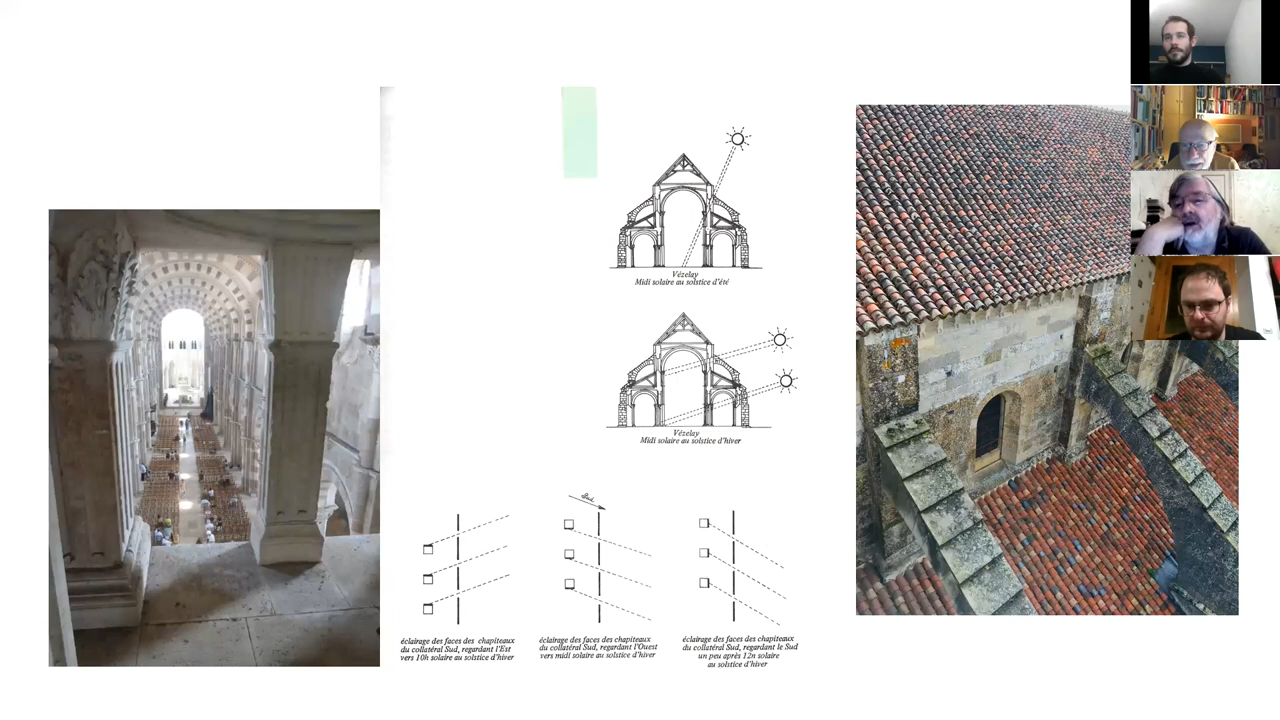 Vézelay
Midi solaire au solstice d'été
Vézelay
Midi solaire au solstice d'hiver
Sud
éclairage des faces des chapiteaux
du collatéral Sud, regardant l'Est
vers 10h solaire au solstice d'hiver
éclairage des faces des chapiteaux
du collatéral Sud, regardant l'Ouest
vers midi solaire au solstice d'hiver
éclairage des faces des chapiteaux
du collatéral Sud, regardant le Sud
un peu après 12n solaire
au solstice d'hiver